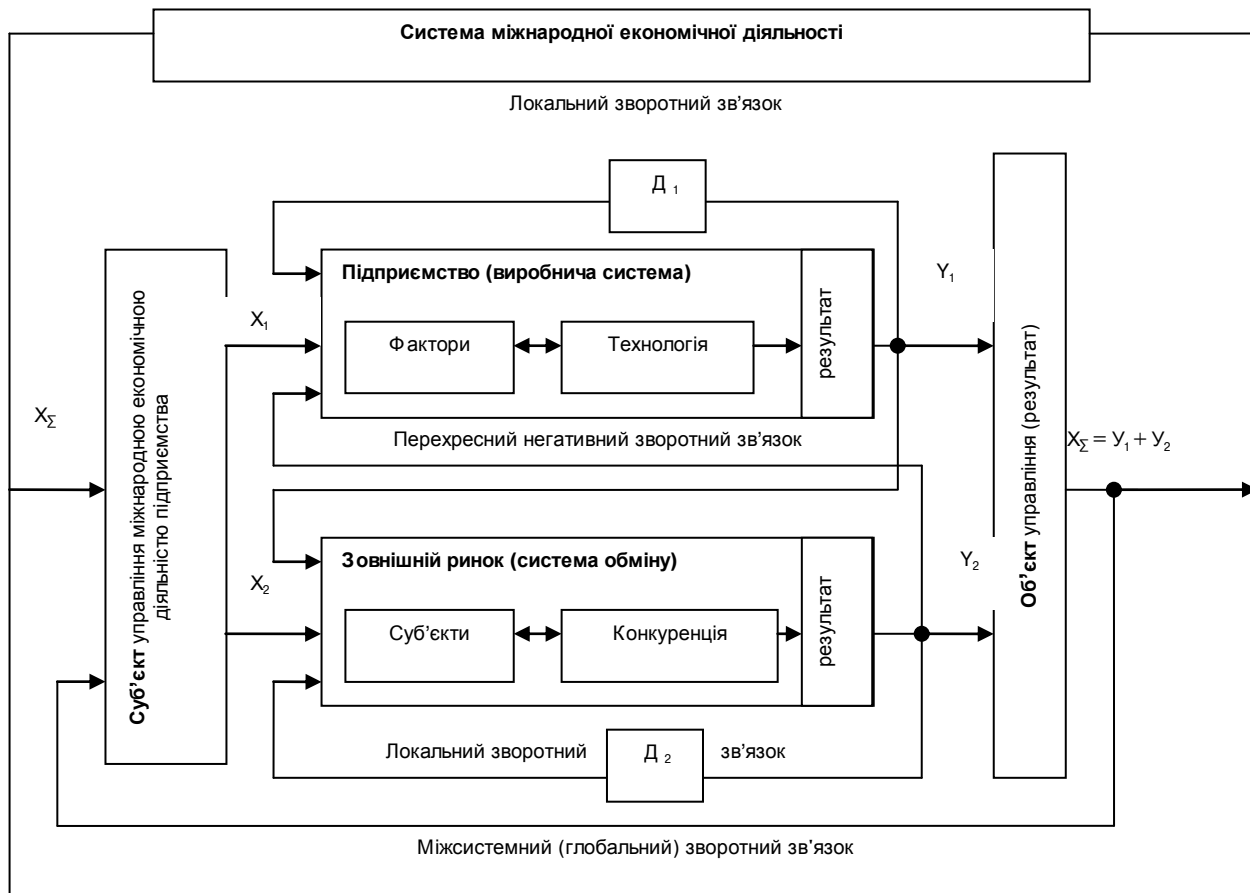 Система міжнародної економічної діяльності
Локальний зворотний зв’язок
Д 1
Підприємство (виробнича система)
Y1
X1
Фактори
Технологія
результат
XΣ
Перехресний негативний зворотний зв’язок
XΣ = У1 + У2
Суб’єкт управління міжнародною економічною
діяльністю підприємства
Об’єкт управління (результат)
Зовнішній ринок (система обміну)
Y2
X2
Суб’єкти
Конкуренція
результат
Локальний зворотний
Д 2
зв’язок
Міжсистемний (глобальний) зворотний зв'язок